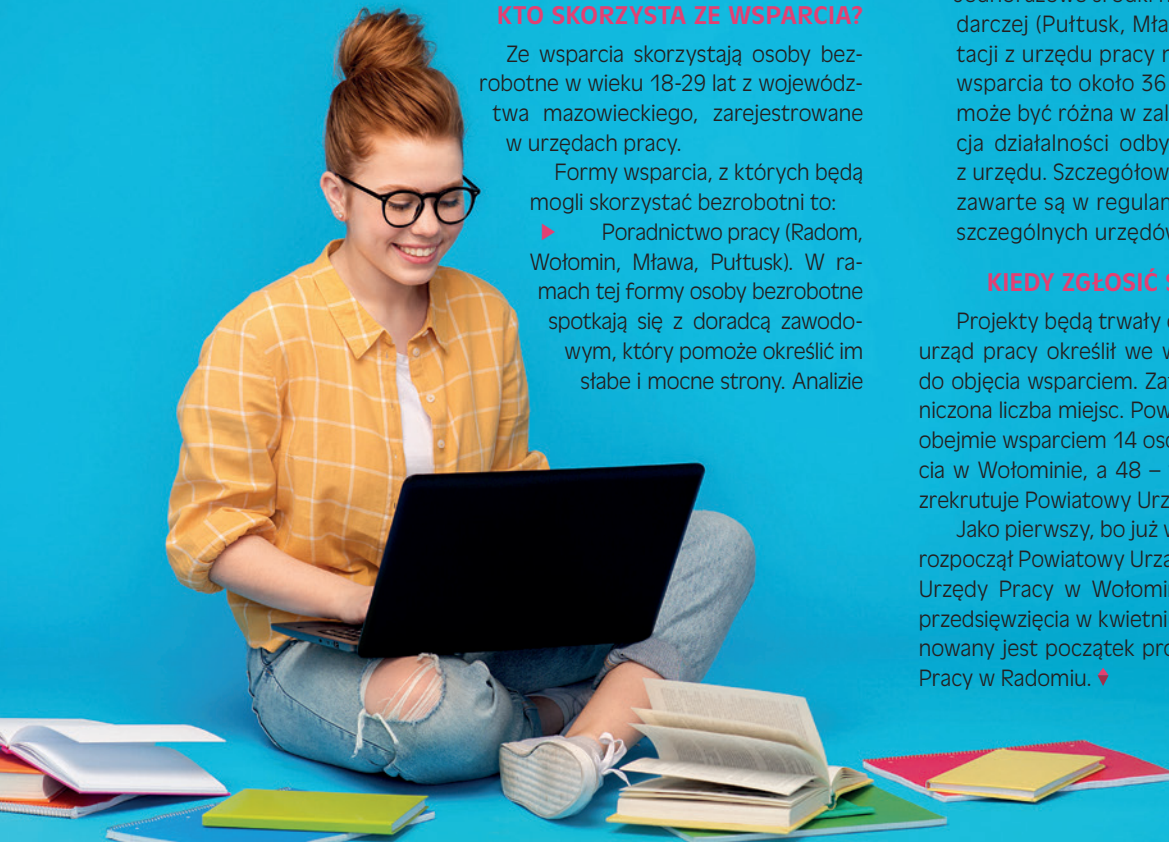 KTO SKORZYSTA ZE WSPARCIA?
Ze wsparcia skorzystają osoby bez-
robotne w wieku 18-29 lat z wojewódz-
twa mazowieckiego, zarejestrowane
w urzędach pracy.
Formy wsparcia, z których będą
mogli skorzystać bezrobotni to:
▶ Poradnictwo pracy (Radom,
Wołomin, Mława, Pułtusk). W ra-
mach tej formy osoby bezrobotne
spotkają się z doradcą zawodo-
wym, który pomoże określić im
słabe i mocne strony. Analizie
darczej (Pułtusk, Mła
tacji z urzędu pracy
wsparcia to około 36
może być różna w zal
cja działalności odby
z urzędu. Szczegółow
zawarte są w regulam
szczególnych urzędów
KIEDY ZGŁOSIĆ
Projekty będą trwały
urząd pracy określił we
do objęcia wsparciem. Za
niczona liczba miejsc. Pow
obejmie wsparciem 14 osó
cia w Wołominie, a 48 –
zrekrutuje Powiatowy Urz
Jako pierwszy, bo już w
rozpoczął Powiatowy Urzą
Urzędy Pracy w Wołomi
przedsięwzięcia w kwietni
nowany jest początek pro
Pracy w Radomiu.